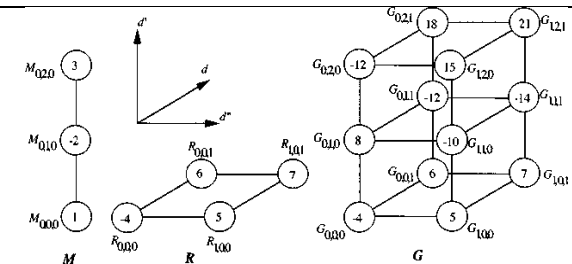 M0,2,0 3
M0,1,0 -2
M0,0,0 1
M
d'
d
d"
R0,0,1 6
R1,0,1 7
R0,0,0 -4
R1,0,0 5
R
G0,2,1 18
G1,2,1 21
G0,2,0 -12
G1,2,0 15
G0,1,1 -12
G1,1,1 -14
G0,1,0 8
G1,1,0 -10
G0,0,1 6
G1,0,1 7
G0,0,0 -4
G1,0,0 5
G